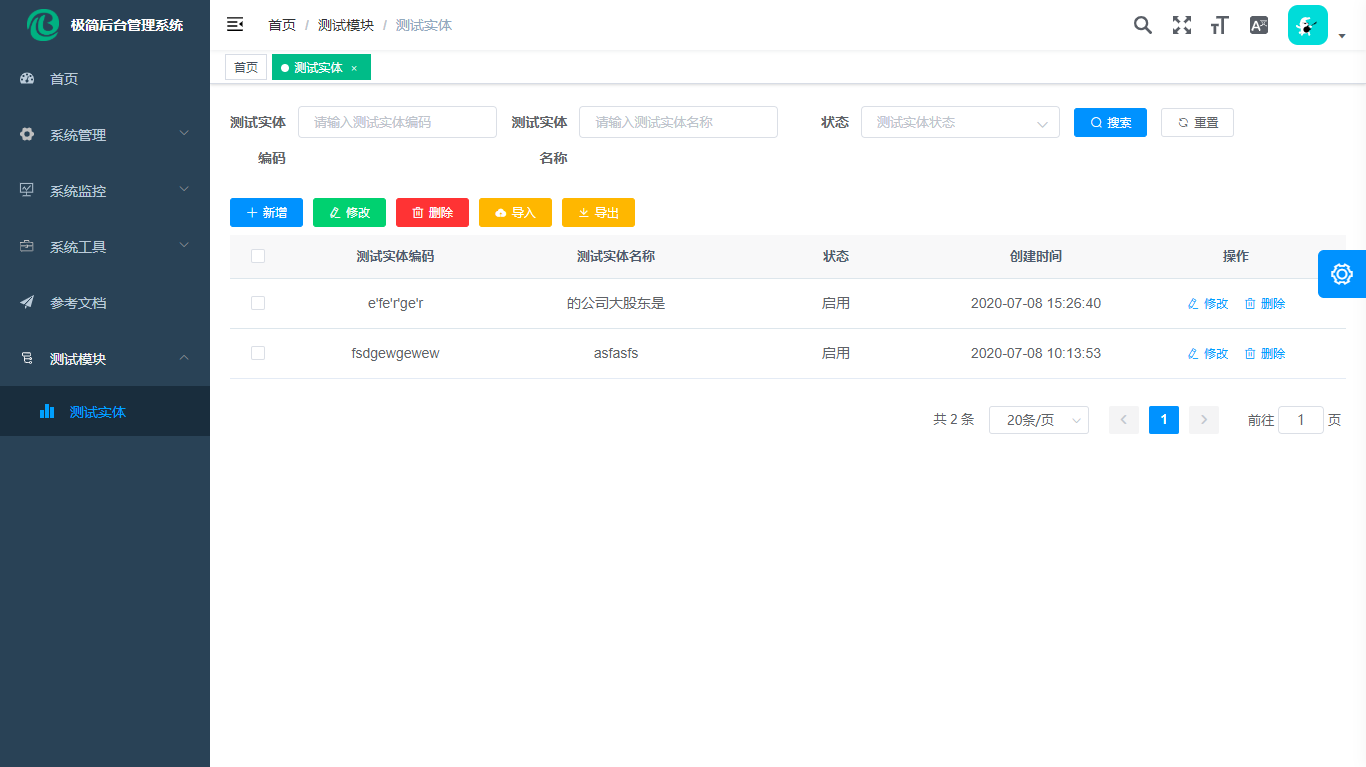 极简后台管理系统
首页
系统管理
系统监控
系统工具
参考文档
测试模块
测试实体
首页 / 测试模块 / 测试实体
首页
测试实体 ×
测试实体编码 请输入测试实体编码 测试实体名称 请输入测试实体名称 状态 测试实体状态 搜索 重置
新增 修改 删除 导入 导出
测试实体编码 测试实体名称 状态 创建时间 操作
e'fe'r'ge'r 的公司大股东是 启用 2020-07-08 15:26:40 修改 删除
fsdgewgewew asfasfs 启用 2020-07-08 10:13:53 修改 删除
共 2 条 20条/页 1 前往 1 页